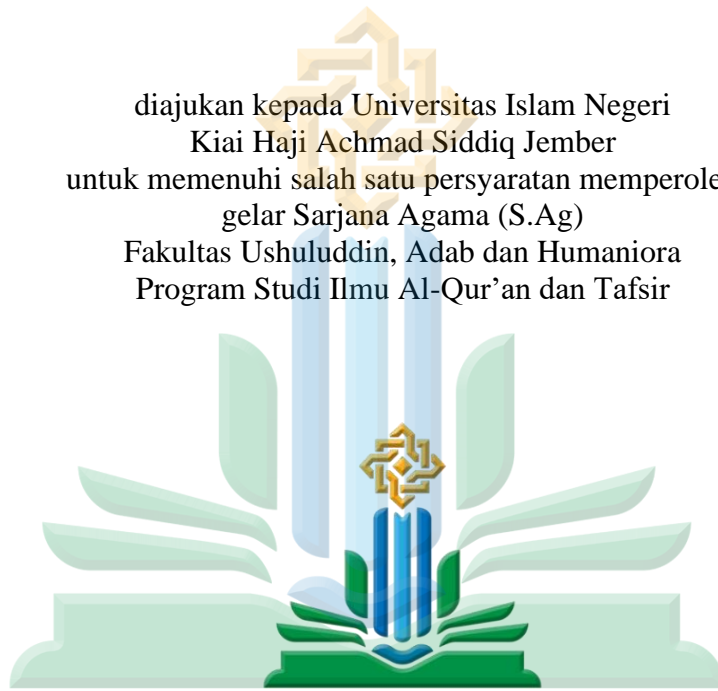 diajukan kepada Universitas Islam Negeri
Kiai Haji Achmad Siddiq Jember
untuk memenuhi salah satu persyaratan memperole
gelar Sarjana Agama (S.Ag)
Fakultas Ushuluddin, Adab dan Humaniora
Program Studi Ilmu Al-Qur’an dan Tafsir